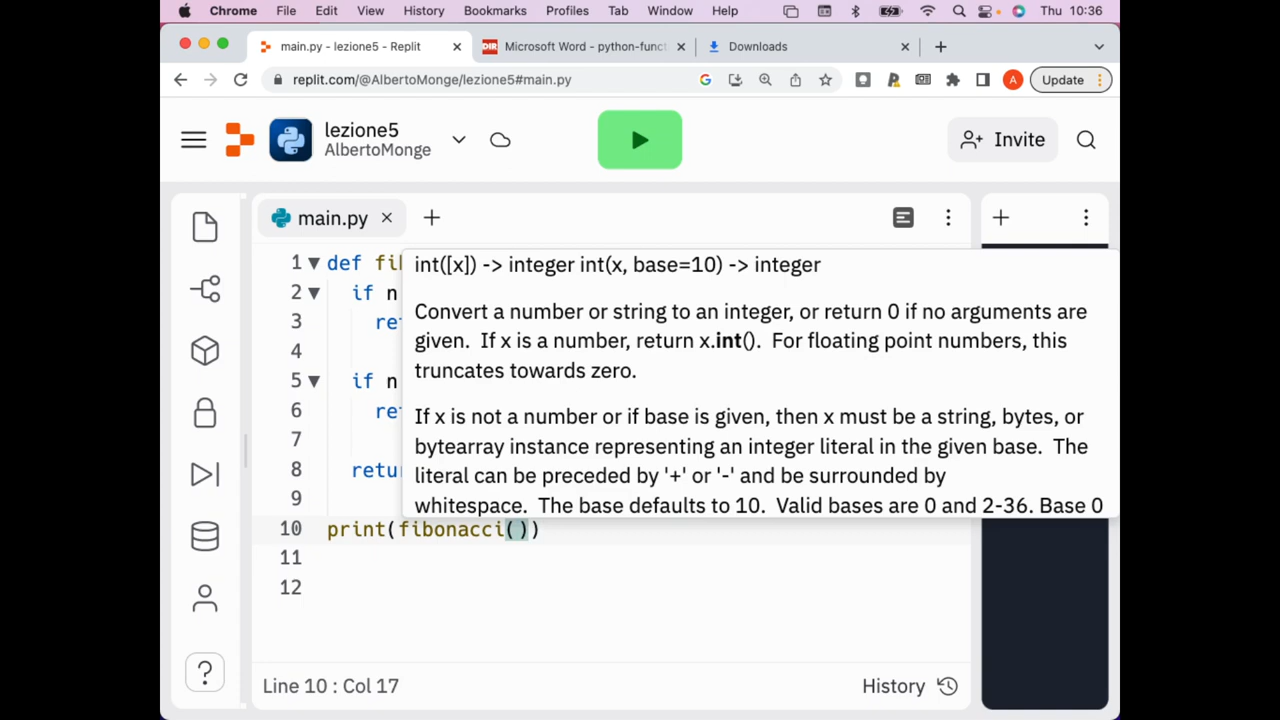 Chrome File Edit View History Bookmarks Profiles Tab Window Help Thu 10:36
main.py - lezione5 - Replit DIR Microsoft Word - python-funct Downloads
replit.com/@AlbertoMonge/lezione5#main.py A Update
lezione5
AlbertoMonge
Invite
main.py
1 def fib
int([x]) -> integer int(x, base=10) -> integer
2 if n
Convert a number or string to an integer, or return 0 if no arguments are
3 ret
given. If x is a number, return x.int(). For floating point numbers, this
4
truncates towards zero.
5 if n
6 ret
If x is not a number or if base is given, then x must be a string, bytes, or
7
bytearray instance representing an integer literal in the given base. The
8 retu
literal can be preceded by '+' or '-' and be surrounded by
9
whitespace. The base defaults to 10. Valid bases are 0 and 2-36. Base 0
10 print(fibonacci())
11
12
?
Line 10 : Col 17
History